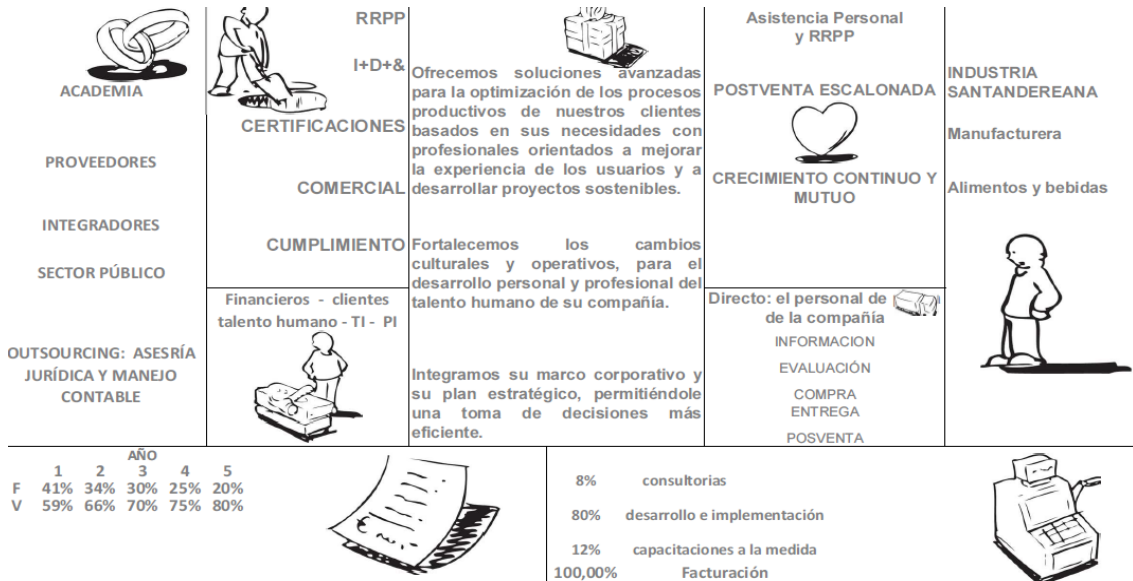 ACADEMIA
PROVEEDORES
INTEGRADORES
SECTOR PÚBLICO
OUTSOURCING: ASESRÍA
JURÍDICA Y MANEJO
CONTABLE
RRPP
I+D+&
CERTIFICACIONES
COMERCIAL
CUMPLIMIENTO
Financieros - clientes
talento humano - TI - PI
Ofrecemos soluciones avanzadas
para la optimización de los procesos
productivos de nuestros clientes
basados en sus necesidades con
profesionales orientados a mejorar
la experiencia de los usuarios y a
desarrollar proyectos sostenibles.
Fortalecemos los cambios
culturales y operativos, para el
desarrollo personal y profesional del
talento humano de su compañía.
Integramos su marco corporativo y
su plan estratégico, permitiéndole
una toma de decisiones más
eficiente.
Asistencia Personal
y RRPP
POSTVENTA ESCALONADA
CRECIMIENTO CONTINUO Y
MUTUO
Directo: el personal de
de la compañía
INFORMACION
EVALUACIÓN
COMPRA
ENTREGA
POSVENTA
INDUSTRIA
SANTANDEREANA
Manufacturera
Alimentos y bebidas
AÑO
1 2 3 4 5
F 41% 34% 30% 25% 20%
V 59% 66% 70% 75% 80%
8% consultorias
80% desarrollo e implementación
12% capacitaciones a la medida
100,00% Facturación